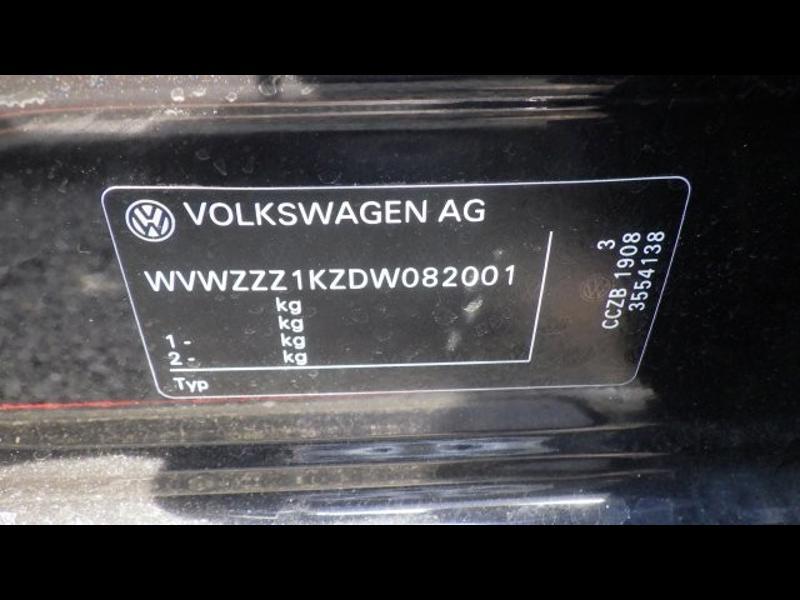 VOLKSWAGEN AG
WVWZZZ1KZDW082001
kg
kg
1 - kg
2 - kg
Typ
3
CCZB 1908
3554138